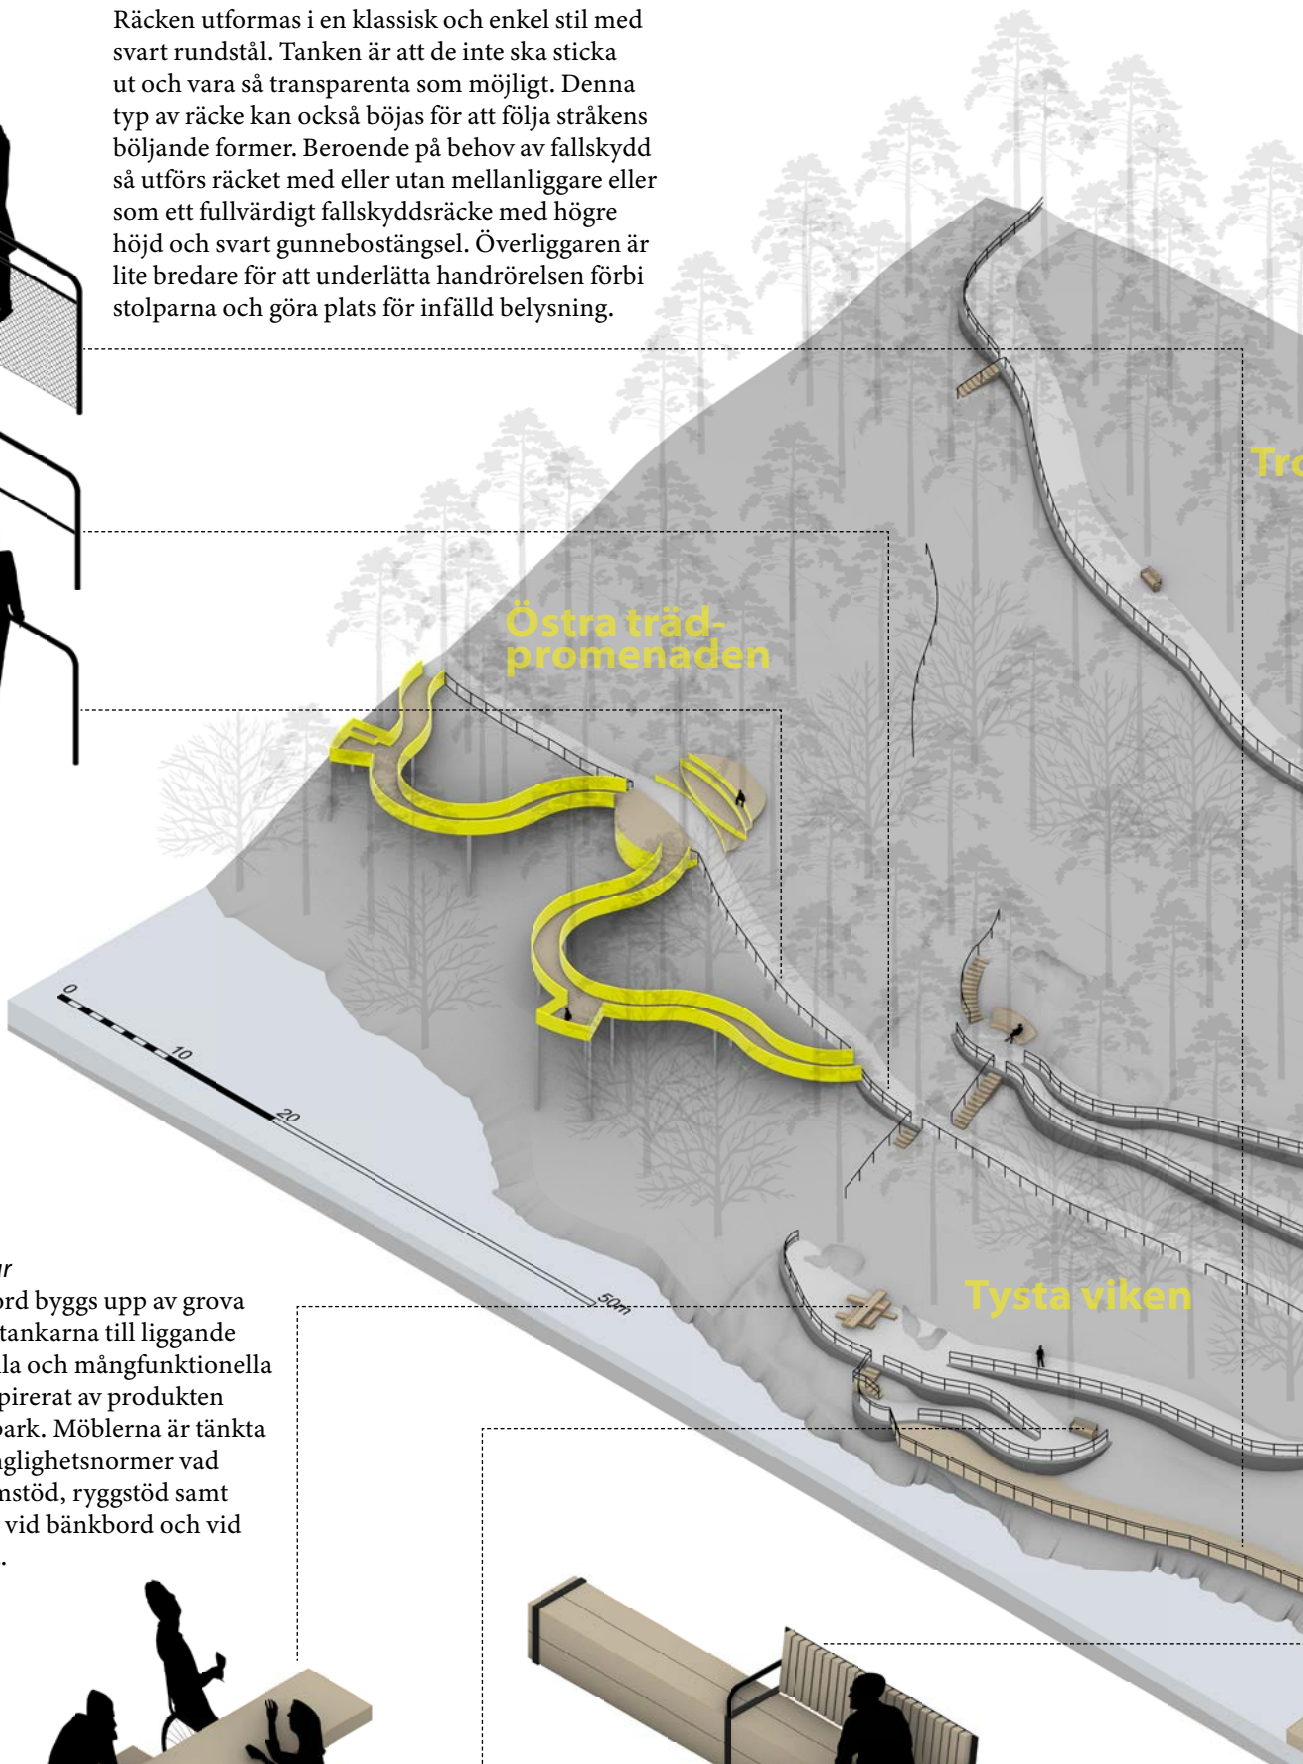 Räcken utformas i en klassisk och enkel stil med
svart rundstål. Tanken är att de inte ska sticka
ut och vara så transparenta som möjligt. Denna
typ av räcke kan också böjas för att följa stråkens
böljande former. Beroende på behov av fallskydd
så utförs räcket med eller utan mellanliggare eller
som ett fullvärdigt fallskyddsräcke med högre
höjd och svart gunnebostängsel. Överliggaren är
lite bredare för att underlätta handrörelsen förbi
stolparna och göra plats för infälld belysning.
Tro
Östra träd-
promenaden
0
10
20
50m
Tysta viken
ur
ord byggs upp av grova
tankarna till liggande
lla och mångfunktionella
pirerat av produkten
park. Möblerna är tänkta
nglighetsnormer vad
mstöd, ryggstöd samt
vid bänkbord och vid
.